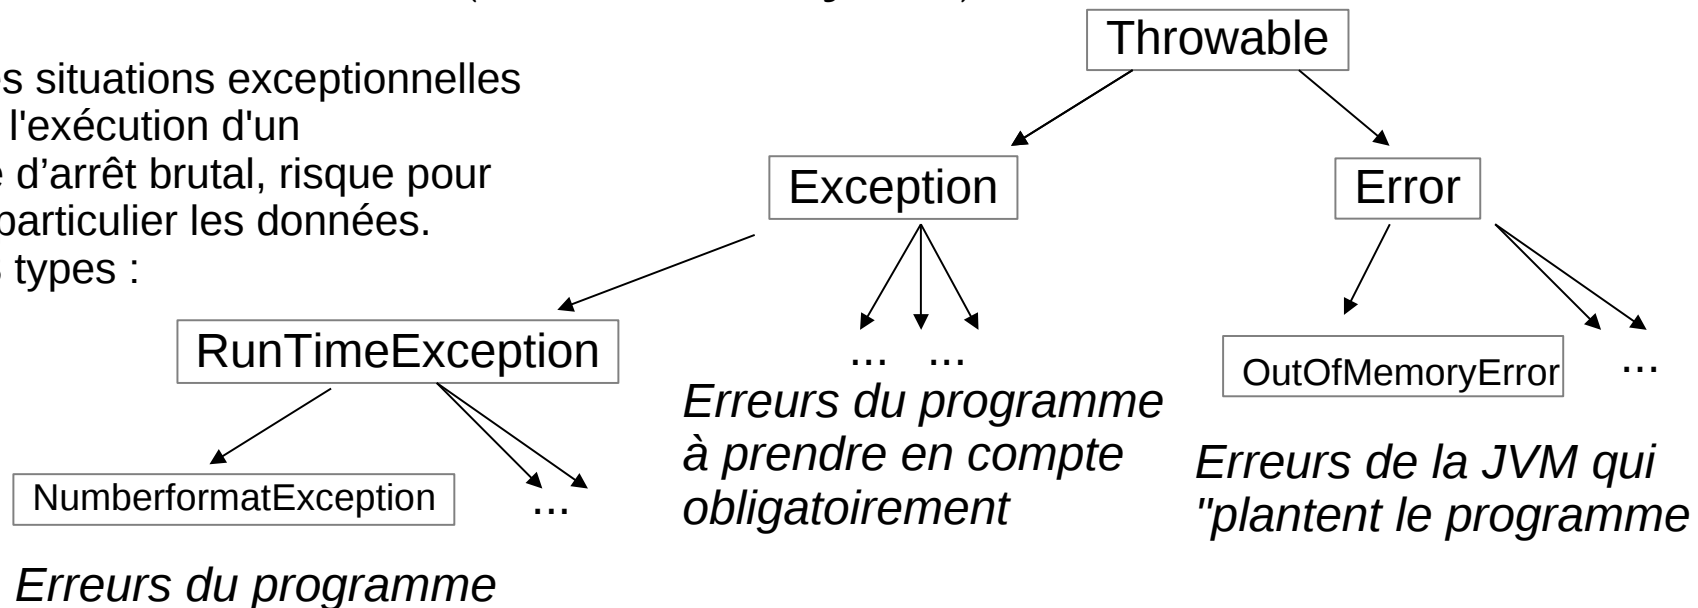 Throwable
es situations exceptionnelles
l'exécution d'un
e d’arrêt brutal, risque pour
particulier les données.
s types :
Exception
Error
RunTimeException
... ...
OutOfMemoryError
...
Erreurs du programme
à prendre en compte
obligatoirement
Erreurs de la JVM qui
"plantent le programme
NumberformatException
...
Erreurs du programme